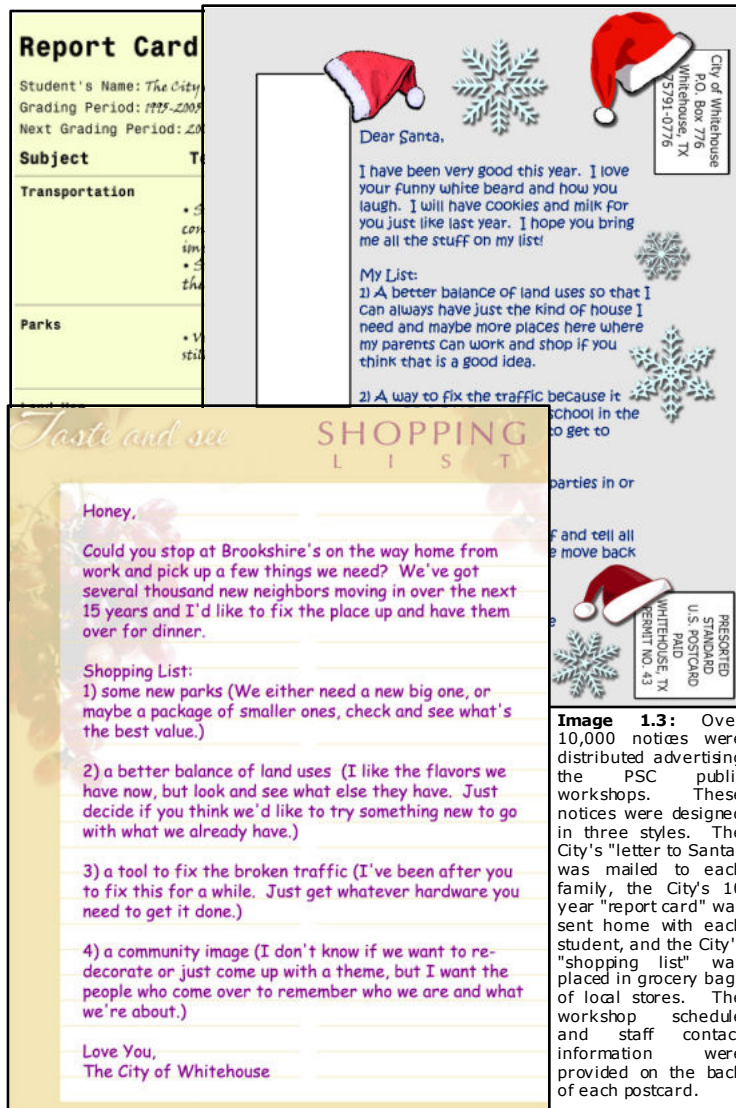 Report Card
Student's Name: The City
Grading Period: 1995-2005
Next Grading Period:
Subject
Transportation
Parks
City of Whitehouse
P.O. Box 776
Whitehouse, TX
75791-0776
Dear Santa,
I have been very good this year. I love
your funny white beard and how you
laugh. I will have cookies and milk for
you just like last year. I hope you bring
me all the stuff on my list!
My List:
1) A better balance of land uses so that I
can always have just the kind of house I
need and maybe more places here where
my parents can work and shop if you
think that is a good idea.
2) A way to fix the traffic because it
school in the
to get to
parties in or
and tell all
move back
PRESORTED
STANDARD
U.S. POSTCARD
PAID
WHITEHOUSE, TX
PERMIT NO. 43
Taste and see
SHOPPING
LIST
Honey,
Could you stop at Brookshire's on the way home from
work and pick up a few things we need? We've got
several thousand new neighbors moving in over the next
15 years and I'd like to fix the place up and have them
over for dinner.
Shopping List:
1) some new parks (We either need a new big one, or
maybe a package of smaller ones, check and see what's
the best value.)
2) a better balance of land uses (I like the flavors we
have now, but look and see what else they have. Just
decide if you think we'd like to try something new to go
with what we already have.)
3) a tool to fix the broken traffic (I've been after you
to fix this for a while. Just get whatever hardware you
need to get it done.)
4) a community image (I don't know if we want to re-
decorate or just come up with a theme, but I want the
people who come over to remember who we are and what
we're about.)
Love You,
The City of Whitehouse
Image 1.3: Over
10,000 notices were
distributed advertising
the PSC public
workshops. These
notices were designed
in three styles. The
City's "letter to Santa"
was mailed to each
family, the City's 10
year "report card" was
sent home with each
student, and the City's
"shopping list" was
placed in grocery bags
of local stores. The
workshop schedule
and staff contact
information were
provided on the back
of each postcard.